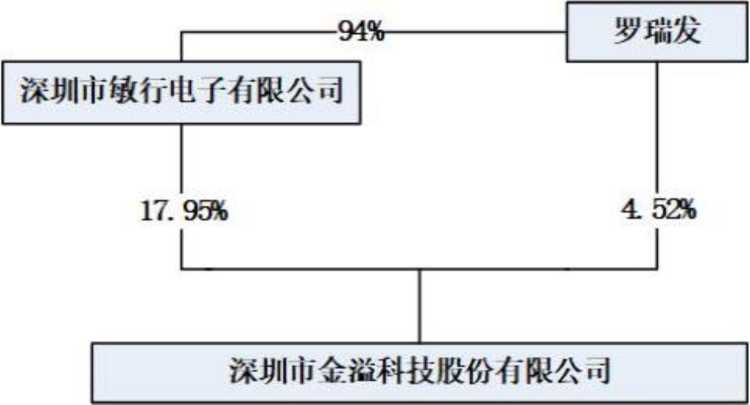 罗瑞发
94%
深圳市敏行电子有限公司
17.95%
4.52%
深圳市金溢科技股份有限公司